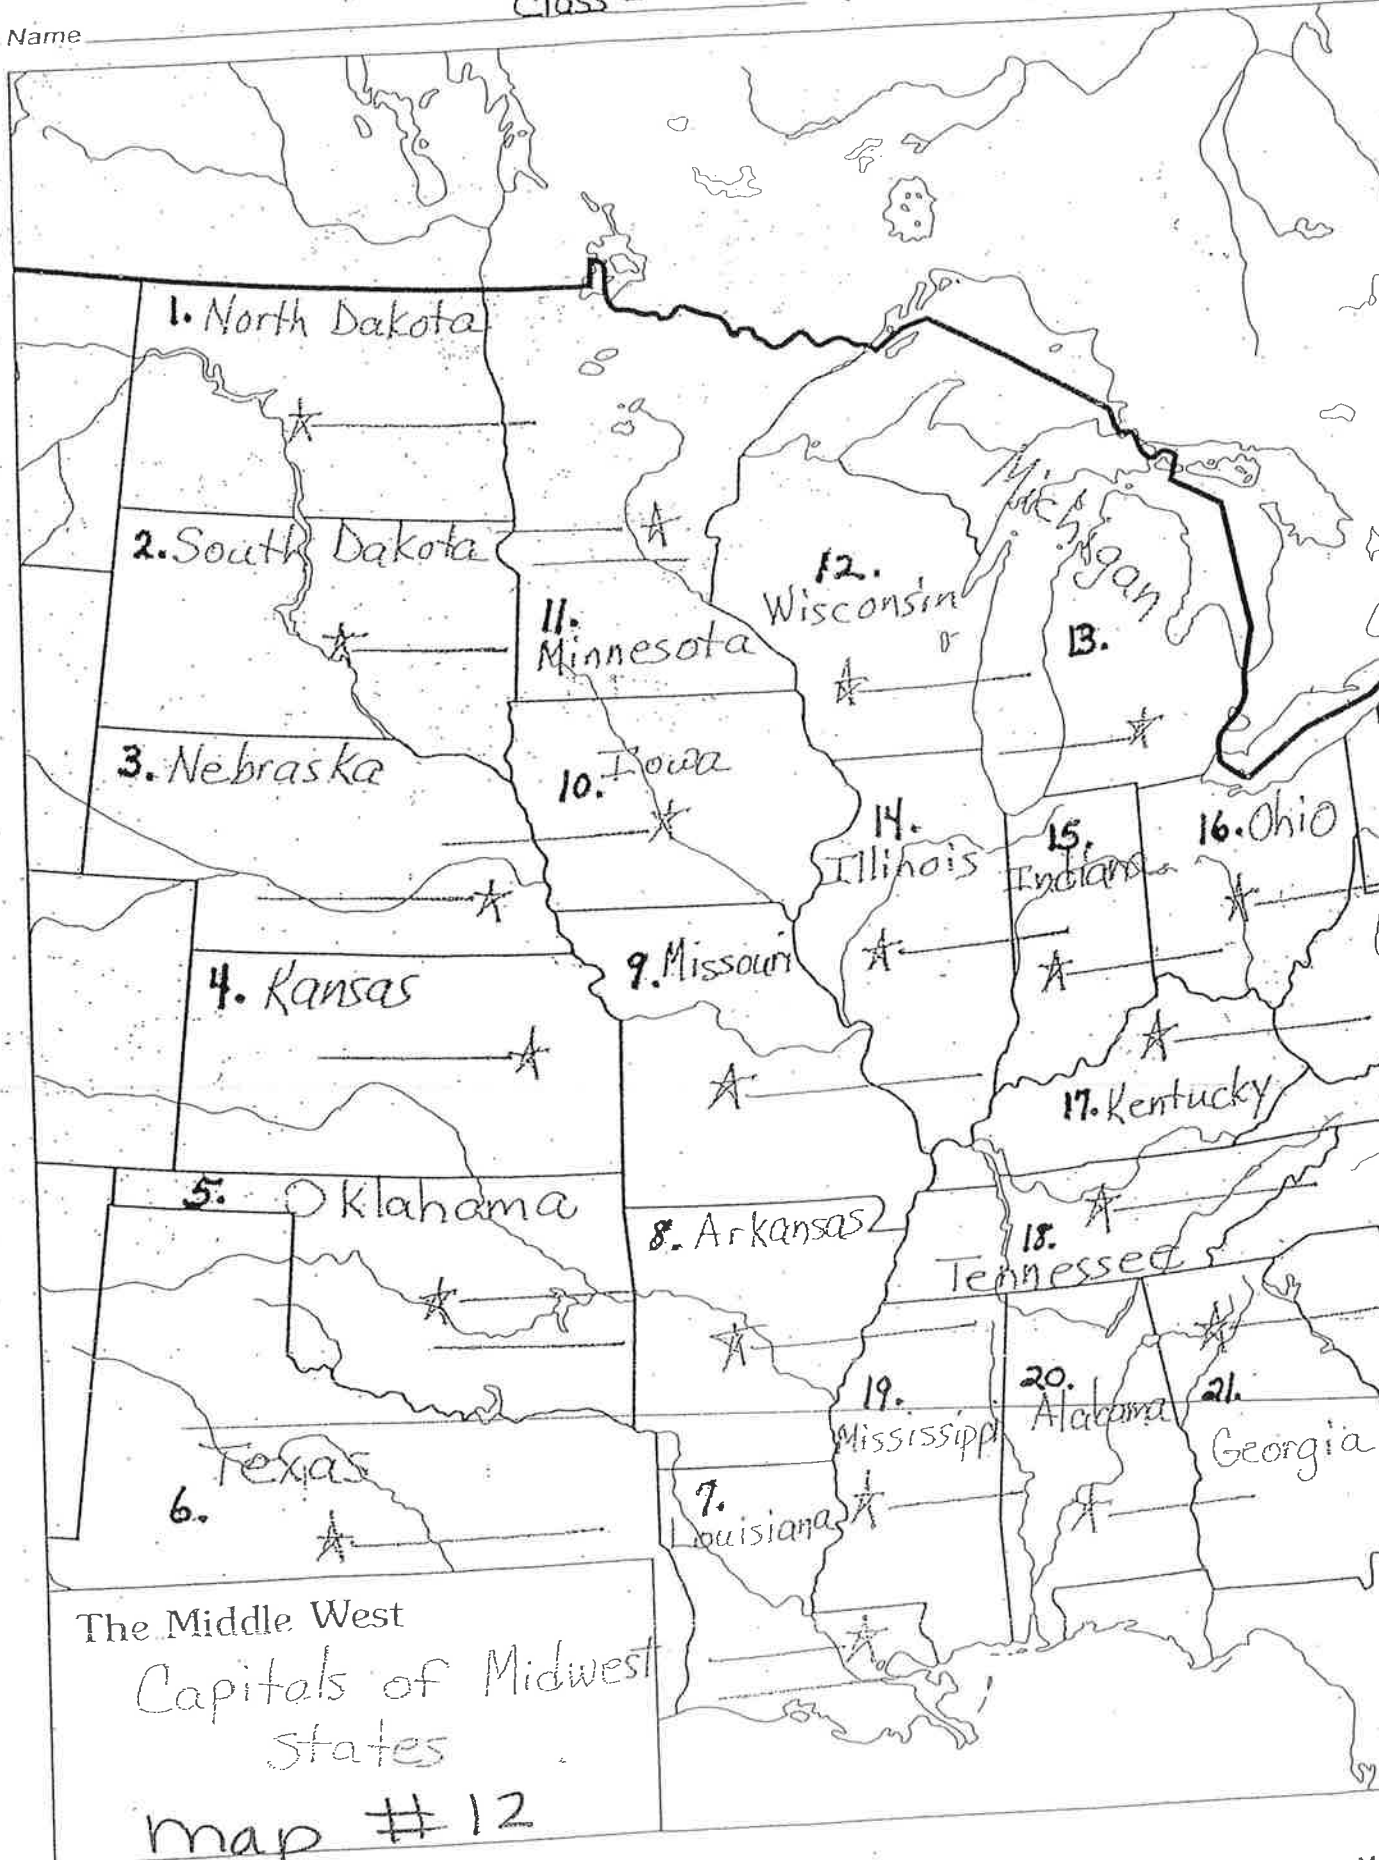 Class
Name
1. North Dakota
2. South Dakota
3. Nebraska
4. Kansas
5. Oklahoma
6. Texas
7. Louisiana
8. Arkansas
9. Missouri
10. Iowa
11. Minnesota
12. Wisconsin
13. Michigan
14. Illinois
15. Indiana
16. Ohio
17. Kentucky
18. Tennessee
19. Mississippi
20. Alabama
21. Georgia
The Middle West
Capitals of Midwest
States
map # 12